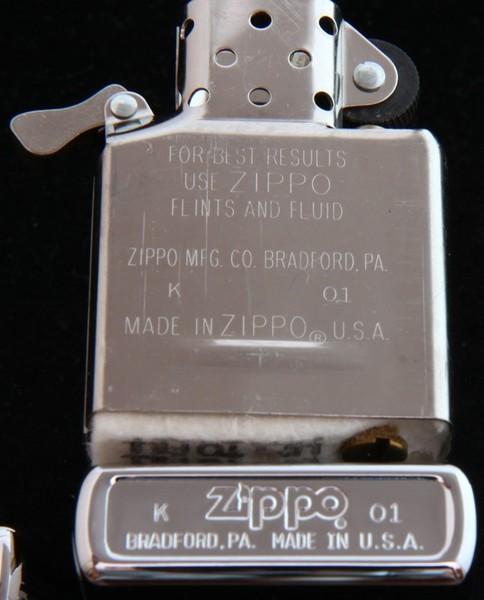 FOR BEST RESULTS
USE ZIPPO
FLINTS AND FLUID
ZIPPO MFG. CO. BRADFORD, PA.
K 01
MADE IN ZIPPO® U.S.A.
K Zippo® 01
BRADFORD, PA. MADE IN U.S.A.